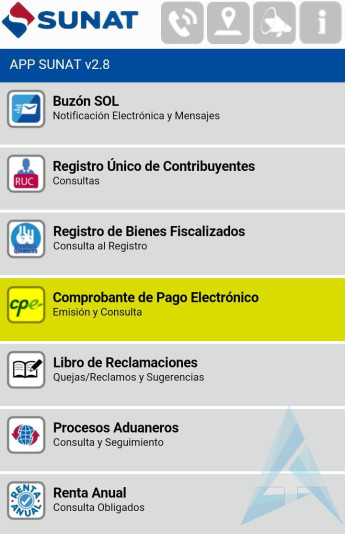 SUNAT
APP SUNAT v2.8
Buzón SOL
Notificación Electrónica y Mensajes
RUC
Registro Único de Contribuyentes
Consultas
Registro de Bienes Fiscalizados
Consulta al Registro
cpe
Comprobante de Pago Electrónico
Emisión y Consulta
Libro de Reclamaciones
Quejas/Reclamos y Sugerencias
Procesos Aduaneros
Consulta y Seguimiento
RENTA
ANUAL
Renta Anual
Consulta Obligados